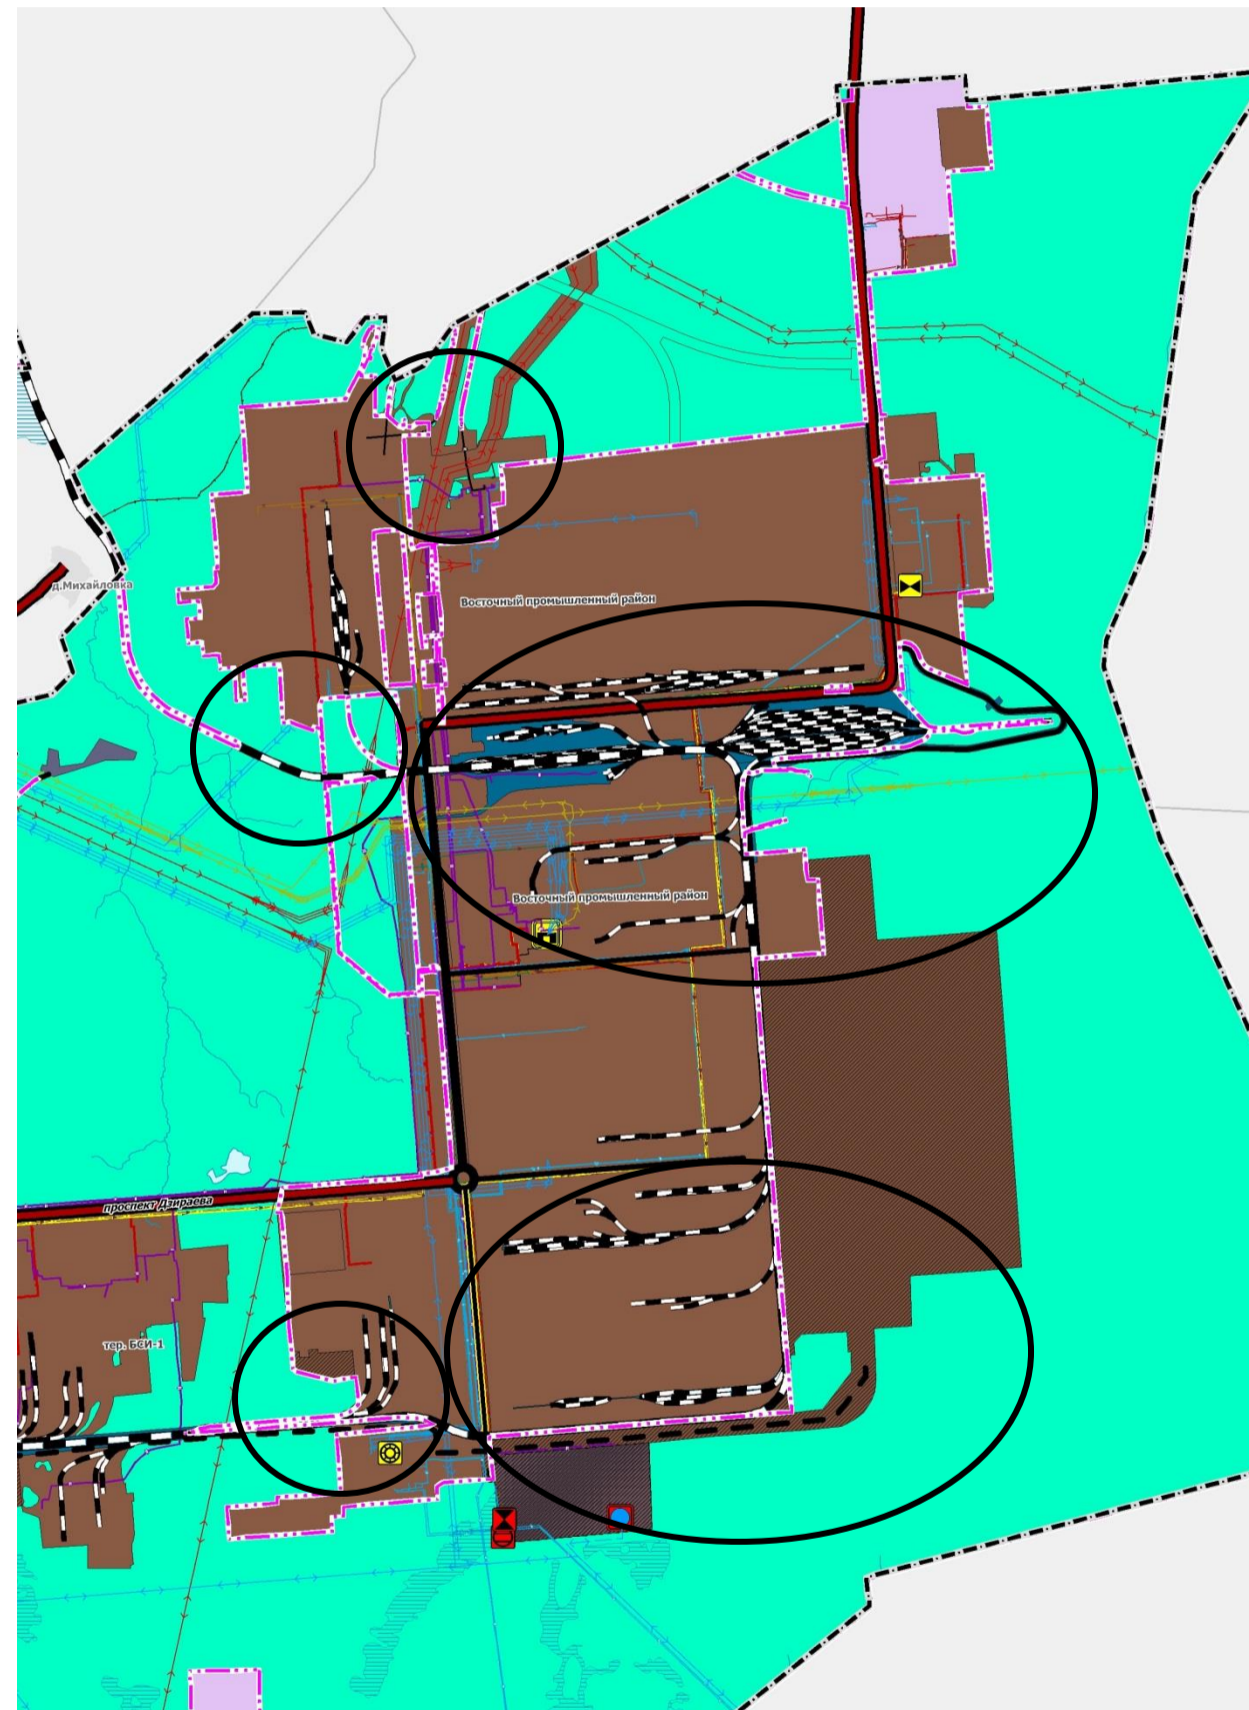 д.Михайловка
Восточный промышленный район
Восточный промышленный район
проспект Дзираева
тер. БСИ-1